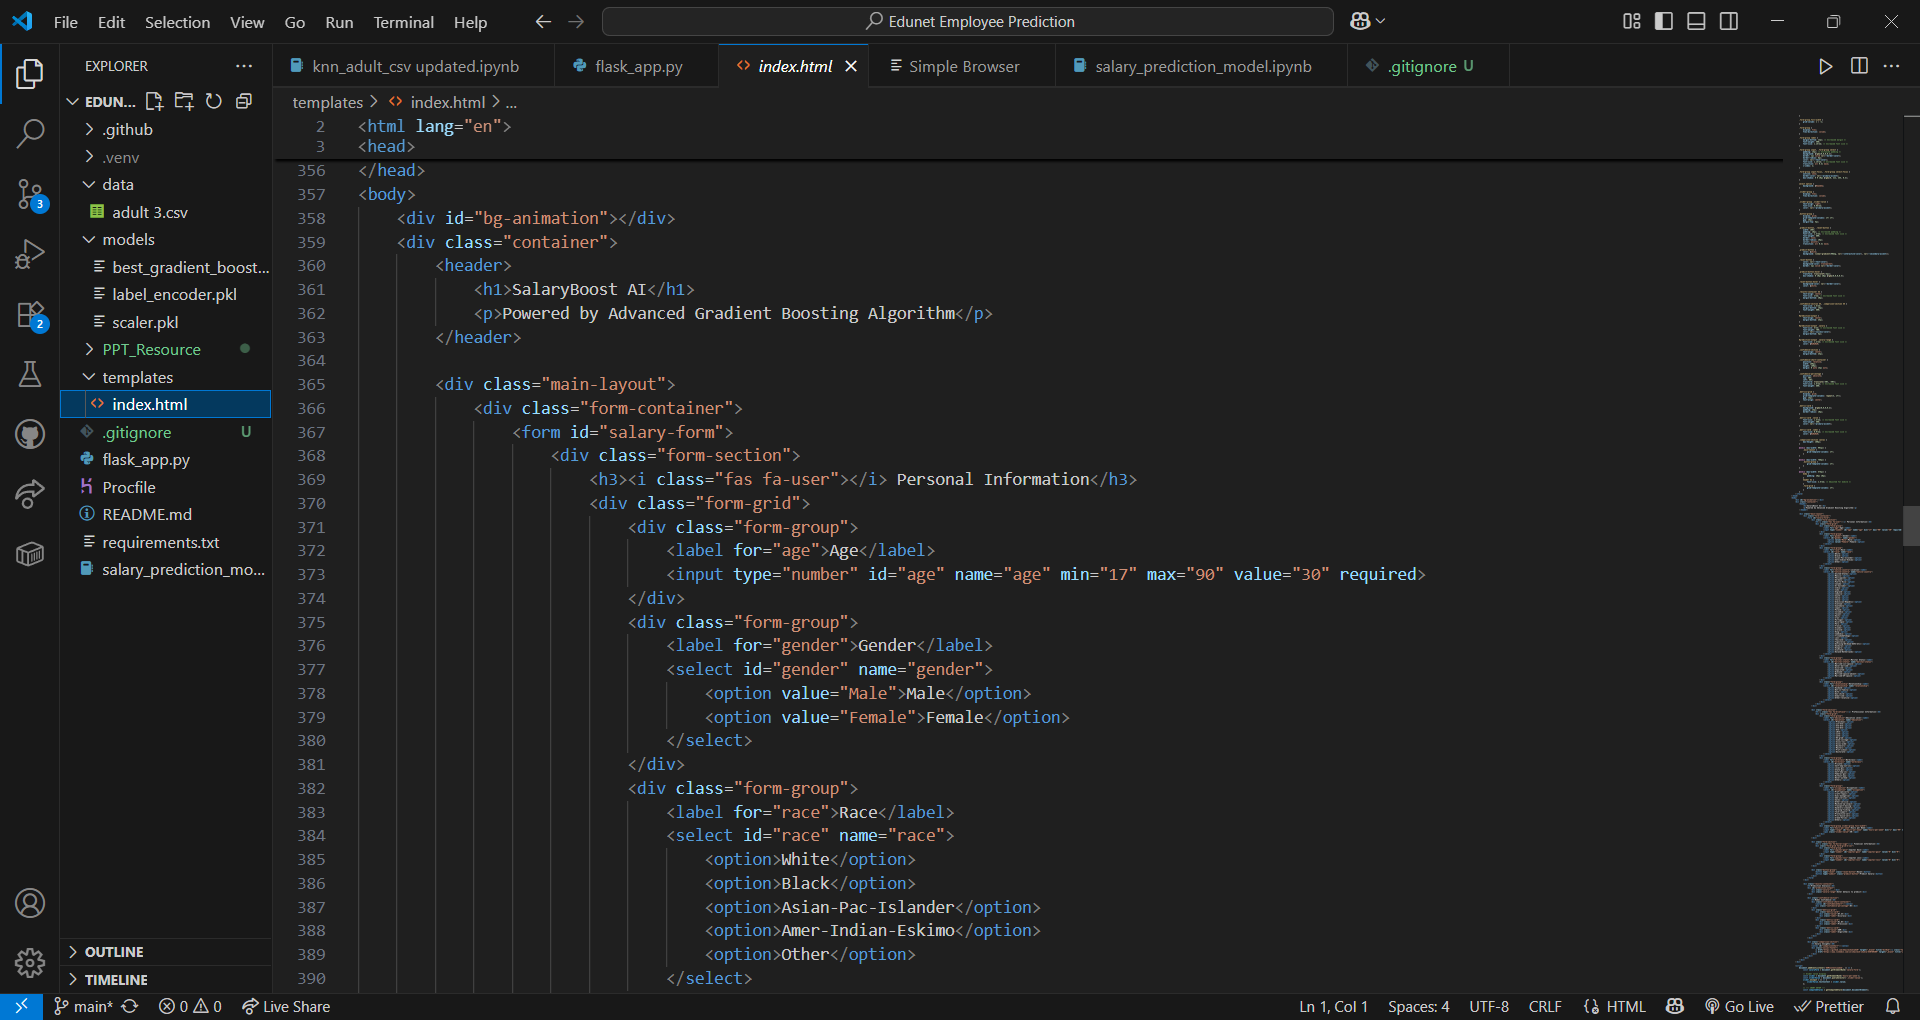 File Edit Selection View Go Run Terminal Help
Edunet Employee Prediction
EXPLORER
EDUN...
.github
.venv
data
adult 3.csv
models
best_gradient_boost...
label_encoder.pkl
scaler.pkl
PPT_Resource
templates
index.html
.gitignore U
flask_app.py
Procfile
README.md
requirements.txt
salary_prediction_mo...
OUTLINE
TIMELINE
3
2
knn_adult_csv updated.ipynb flask_app.py index.html Simple Browser salary_prediction_model.ipynb .gitignore U
templates > index.html > ...
2 <html lang="en">
3 <head>
356 </head>
357 <body>
358 <div id="bg-animation"></div>
359 <div class="container">
360 <header>
361 <h1>SalaryBoost AI</h1>
362 <p>Powered by Advanced Gradient Boosting Algorithm</p>
363 </header>
364
365 <div class="main-layout">
366 <div class="form-container">
367 <form id="salary-form">
368 <div class="form-section">
369 <h3><i class="fas fa-user"></i> Personal Information</h3>
370 <div class="form-grid">
371 <div class="form-group">
372 <label for="age">Age</label>
373 <input type="number" id="age" name="age" min="17" max="90" value="30" required>
374 </div>
375 <div class="form-group">
376 <label for="gender">Gender</label>
377 <select id="gender" name="gender">
378 <option value="Male">Male</option>
379 <option value="Female">Female</option>
380 </select>
381 </div>
382 <div class="form-group">
383 <label for="race">Race</label>
384 <select id="race" name="race">
385 <option>White</option>
386 <option>Black</option>
387 <option>Asian-Pac-Islander</option>
388 <option>Amer-Indian-Eskimo</option>
389 <option>Other</option>
390 </select>
main* 0 0 Live Share Ln 1, Col 1 Spaces: 4 UTF-8 CRLF {} HTML Go Live Prettier